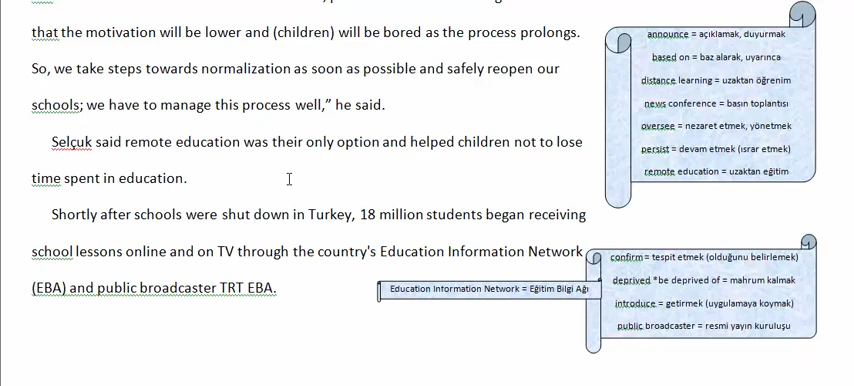 that the motivation will be lower and (children) will be bored as the process prolongs.
So, we take steps towards normalization as soon as possible and safely reopen our
schools; we have to manage this process well,” he said.
Selçuk said remote education was their only option and helped children not to lose
time spent in education.
Shortly after schools were shut down in Turkey, 18 million students began receiving
school lessons online and on TV through the country's Education Information Network
(EBA) and public broadcaster TRT EBA.
announce = açıklamak, duyurmak
based on = baz alarak, uyarınca
distance learning = uzaktan öğrenim
news conference = basın toplantısı
oversee = nezaret etmek, yönetmek
persist = devam etmek (ısrar etmek)
remote education = uzaktan eğitim
Education Information Network = Eğitim Bilgi Ağı
confirm = tespit etmek (olduğunu belirlemek)
deprived *be deprived of = mahrum kalmak
introduce = getirmek (uygulamaya koymak)
public broadcaster = resmi yayın kuruluşu